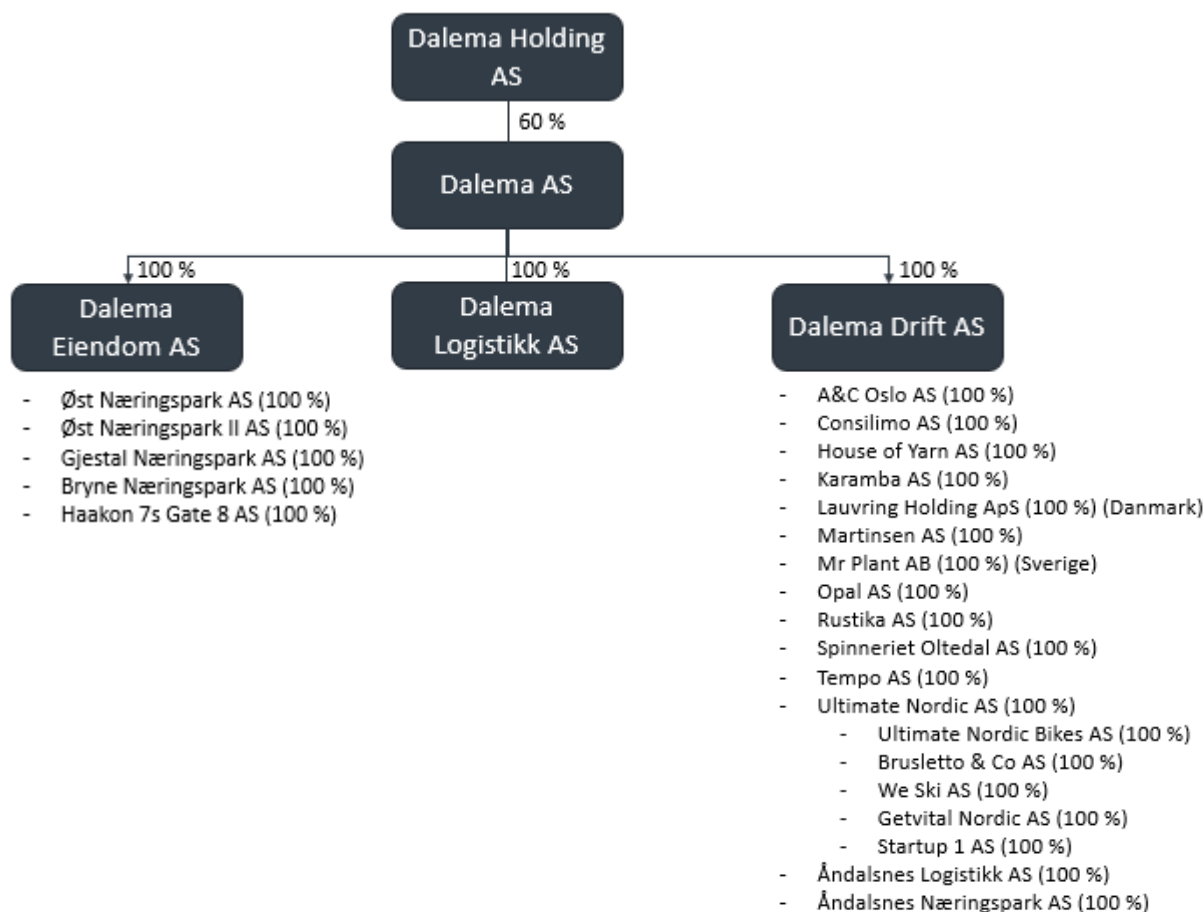 Dalema Holding
AS
60 %
Dalema AS
100 %
100 %
100 %
Dalema
Eiendom AS
- Øst Næringspark AS (100 %)
- Øst Næringspark II AS (100 %)
- Gjestal Næringspark AS (100 %)
- Bryne Næringspark AS (100 %)
- Haakon 7s Gate 8 AS (100 %)
Dalema
Logistikk AS
Dalema Drift AS
- A&C Oslo AS (100 %)
- Consilimo AS (100 %)
- House of Yarn AS (100 %)
- Karamba AS (100 %)
- Lauvring Holding ApS (100 %) (Danmark)
- Martinsen AS (100 %)
- Mr Plant AB (100 %) (Sverige)
- Opal AS (100 %)
- Rustika AS (100 %)
- Spinneriet Oltedal AS (100 %)
- Tempo AS (100 %)
- Ultimate Nordic AS (100 %)
- Ultimate Nordic Bikes AS (100 %)
- Brusletto & Co AS (100 %)
- We Ski AS (100 %)
- Getvital Nordic AS (100 %)
- Startup 1 AS (100 %)
- Åndalsnes Logistikk AS (100 %)
- Åndalsnes Næringspark AS (100 %)